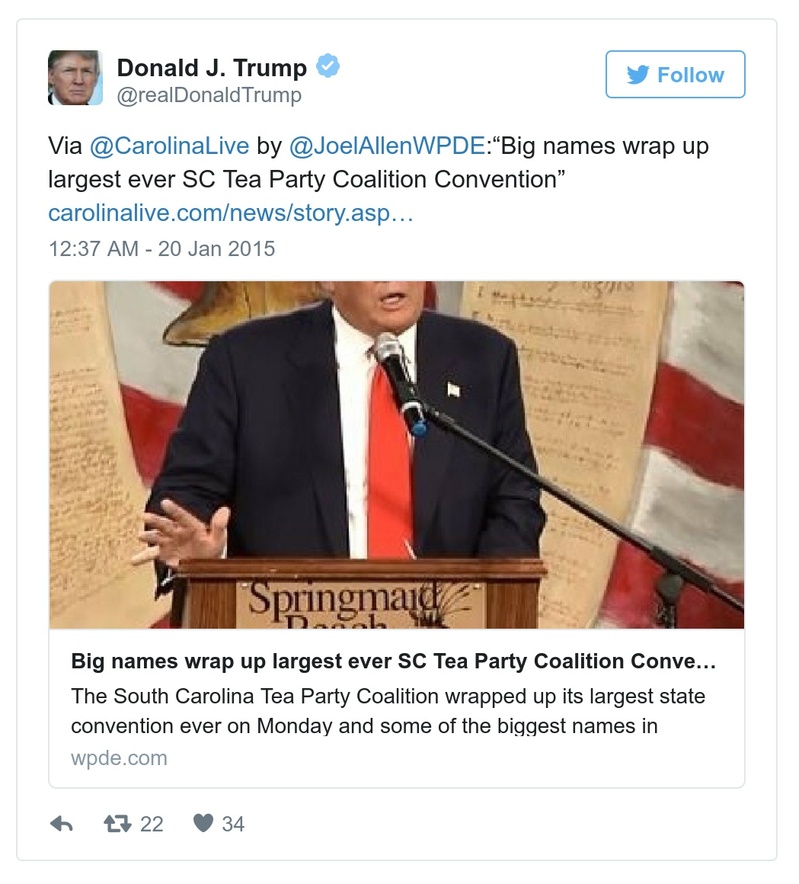 Donald J. Trump
@realDonaldTrump
Follow
Via @CarolinaLive by @JoelAllenWPDE:“Big names wrap up
largest ever SC Tea Party Coalition Convention”
carolinalive.com/news/story.asp…
12:37 AM - 20 Jan 2015
Springmaid
Beach
Big names wrap up largest ever SC Tea Party Coalition Conve…
The South Carolina Tea Party Coalition wrapped up its largest state
convention ever on Monday and some of the biggest names in
wpde.com
22
34